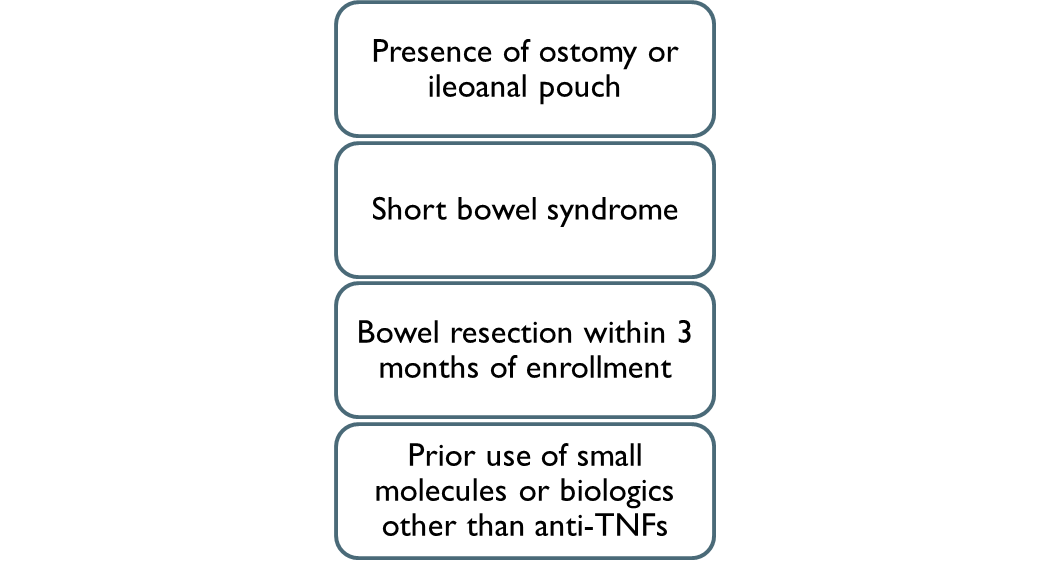 Presence of ostomy or
ileoanal pouch
Short bowel syndrome
Bowel resection within 3
months of enrollment
Prior use of small
molecules or biologics
other than anti-TNFs